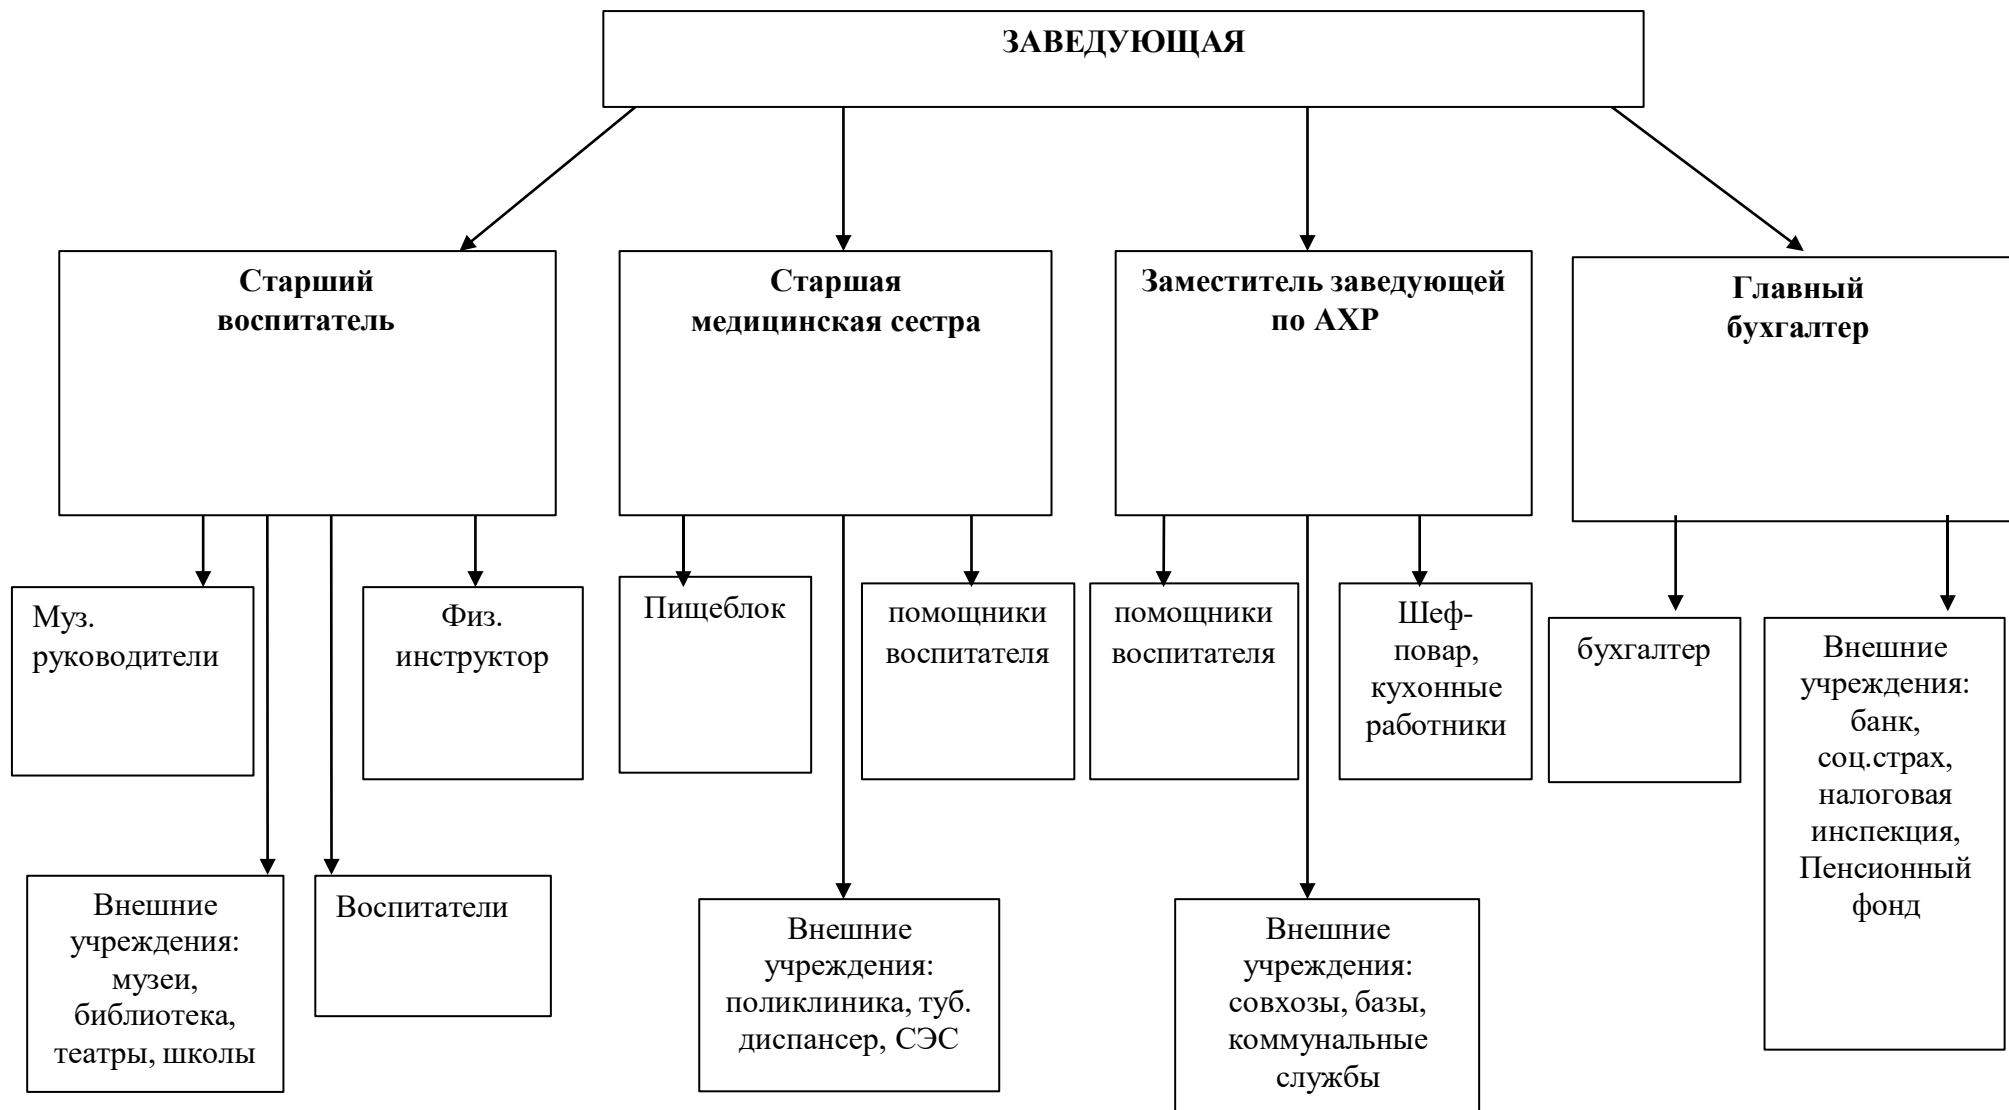 ЗАВЕДУЮЩАЯ
Старший
воспитатель
Старшая
медицинская сестра
Заместитель заведующей
по АХР
Главный
бухгалтер
Муз.
руководители
Физ.
инструктор
Пищеблок
помощники
воспитателя
помощники
воспитателя
Шеф-
повар,
кухонные
работники
бухгалтер
Внешние
учреждения:
банк,
соц.страх,
налоговая
инспекция,
Пенсионный
фонд
Внешние
учреждения:
музеи,
библиотека,
театры, школы
Воспитатели
Внешние
учреждения:
поликлиника, туб.
диспансер, СЭС
Внешние
учреждения:
совхозы, базы,
коммунальные
службы